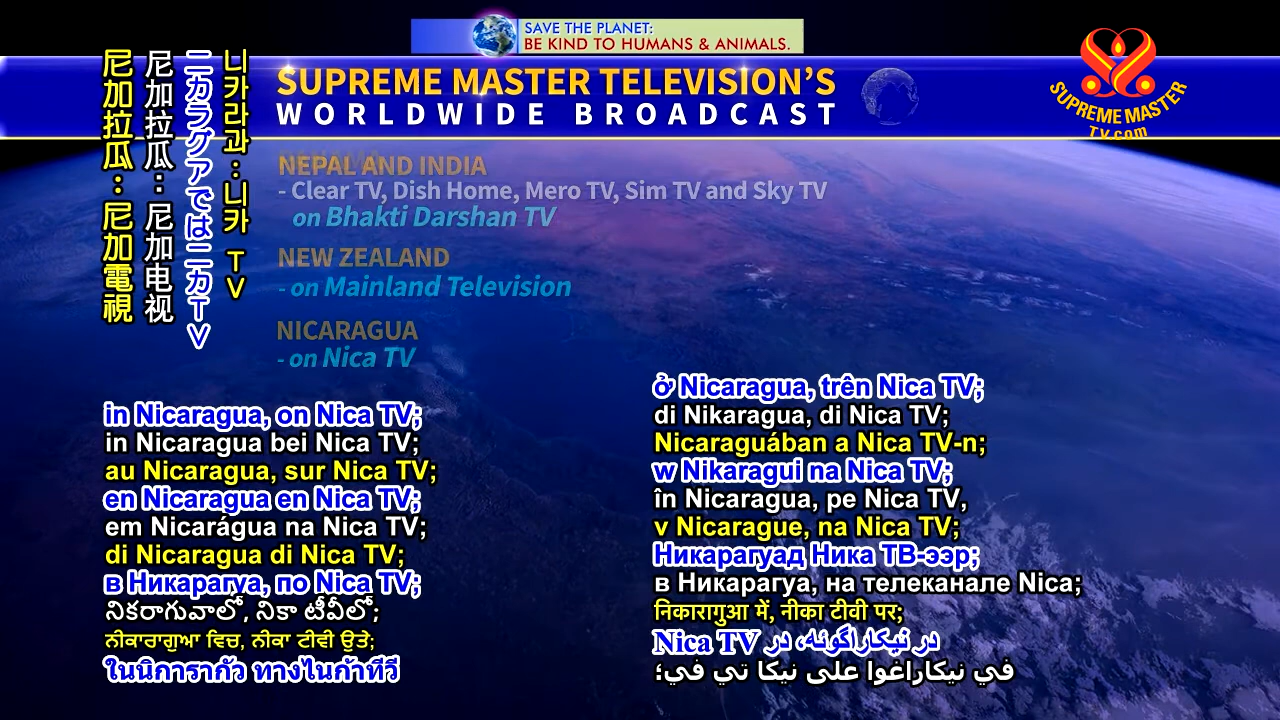 SAVE THE PLANET:
BE KIND TO HUMANS & ANIMALS.
SUPREME MASTER TELEVISION'S
WORLDWIDE BROADCAST
SUPREME MASTER
TV.com
尼加拉瓜：尼加電視
尼加拉瓜：尼加电视
ニカラグアではニカTV
니카라과：니카 TV
NEPAL AND INDIA
- Clear TV, Dish Home, Mero TV, Sim TV and Sky TV
on Bhakti Darshan TV
NEW ZEALAND
- on Mainland Television
NICARAGUA
- on Nica TV
in Nicaragua, on Nica TV;
in Nicaragua bei Nica TV;
au Nicaragua, sur Nica TV;
en Nicaragua en Nica TV;
em Nicarágua na Nica TV;
di Nicaragua di Nica TV;
в Никарагуа, по Nica TV;
నికరాగువాలో, నికా టీవీలో;
ਨੀਕਾਰਾਗੁਆ ਵਿਚ, ਨੀਕਾ ਟੀਵੀ ਉਤੇ;
ในนิการากัว ทางไนก้าทีวี
ở Nicaragua, trên Nica TV;
di Nikaragua, di Nica TV;
Nicaraguában a Nica TV-n;
w Nikaragui na Nica TV;
în Nicaragua, pe Nica TV,
v Nicarague, na Nica TV;
Никарагуад Ника ТВ-ээр;
в Никарагуа, на телеканале Nica;
निकारागुआ में, नीका टीवी पर;
در نیکاراگوئه، در Nica TV
في نيكاراغوا على نيكا تي في؛